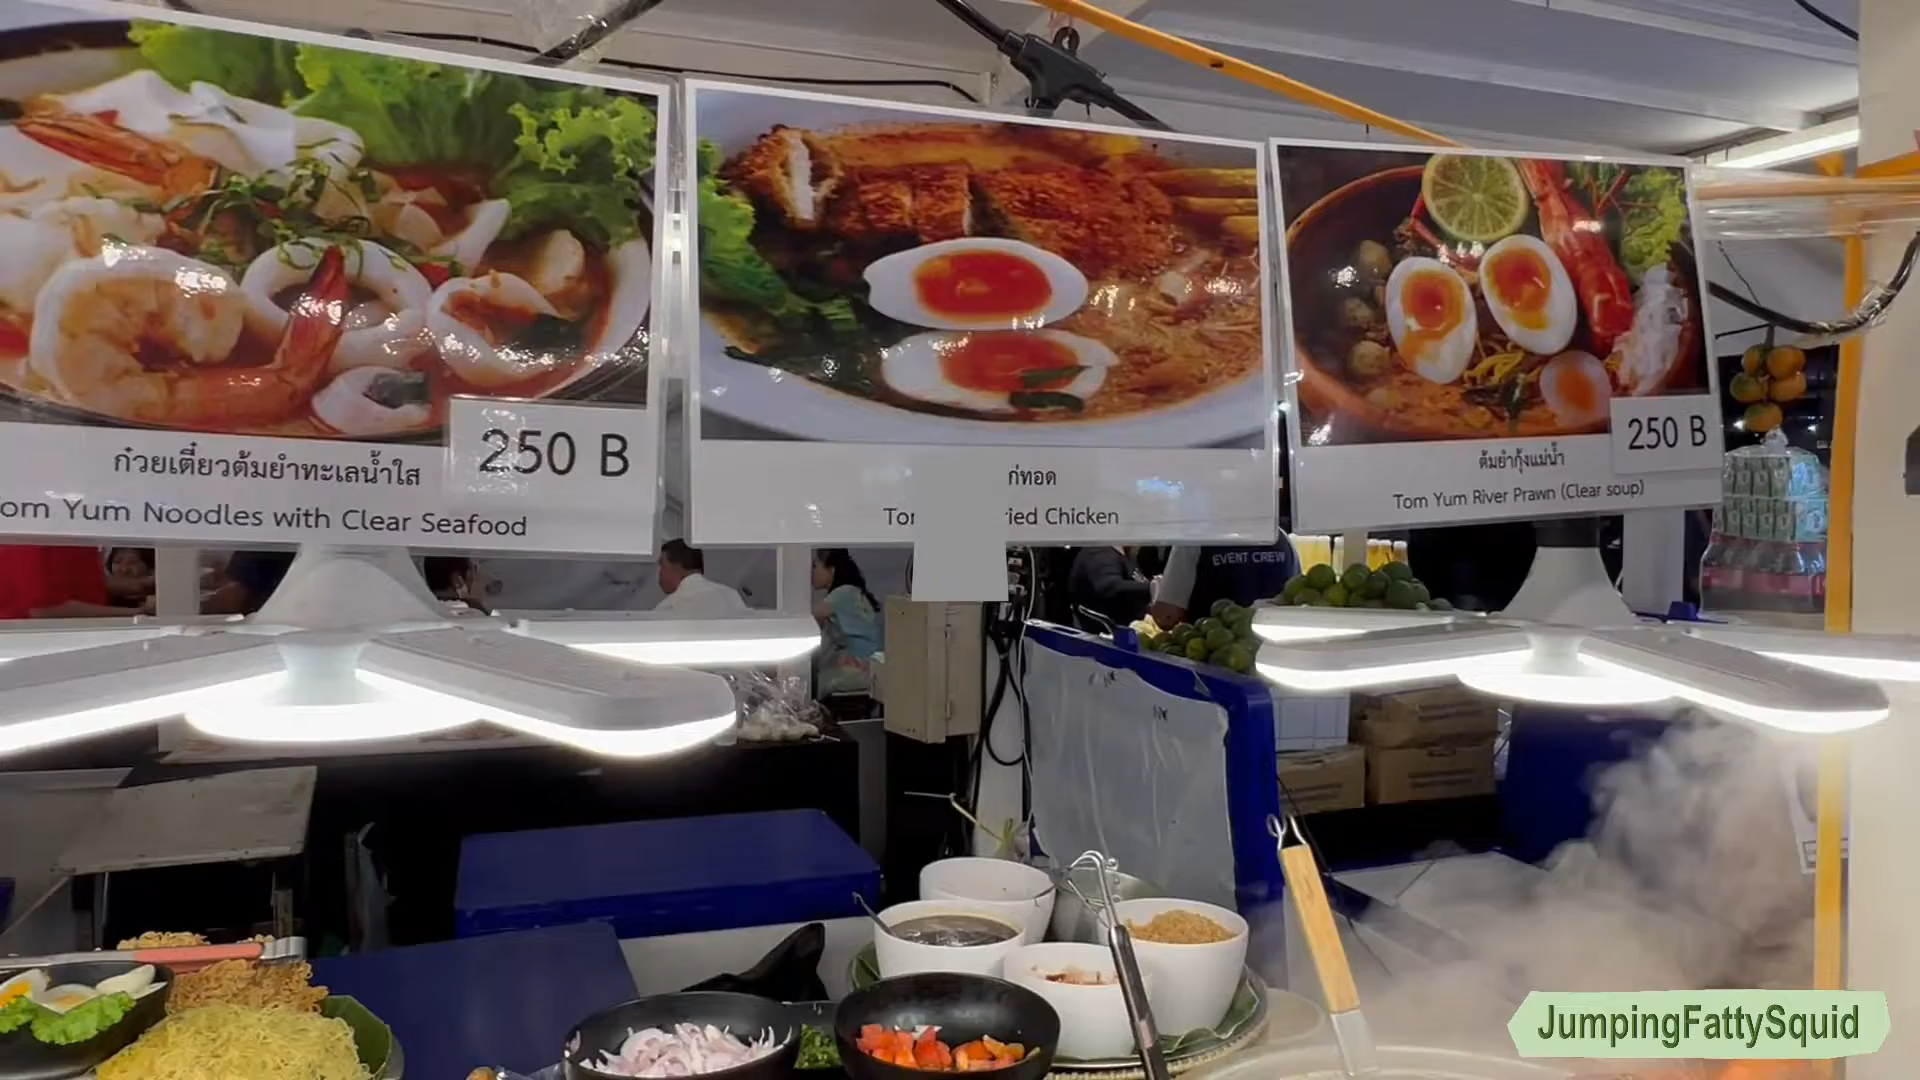 ก๋วยเตี๋ยวต้มยำทะเลน้ำใส
250 B
om Yum Noodles with Clear Seafood
ก่ทอด
Tom
ried Chicken
ต้มยำกุ้งแม่น้ำ
250 B
Tom Yum River Prawn (Clear soup)
EVENT CREW
JumpingFattySquid